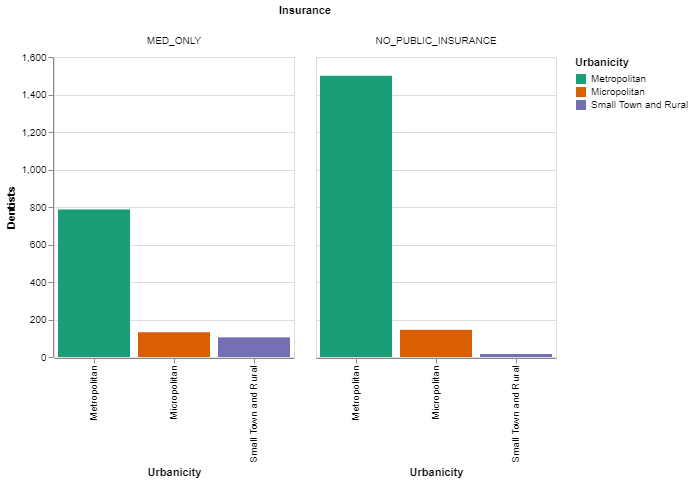 Insurance
MED_ONLY
NO_PUBLIC_INSURANCE
Dentists
1,600
1,400
1,200
1,000
800
600
400
200
0
Metropolitan
Micropolitan
Small Town and Rural
Urbanicity
Metropolitan
Micropolitan
Small Town and Rural
Urbanicity
Urbanicity
Metropolitan
Micropolitan
Small Town and Rural